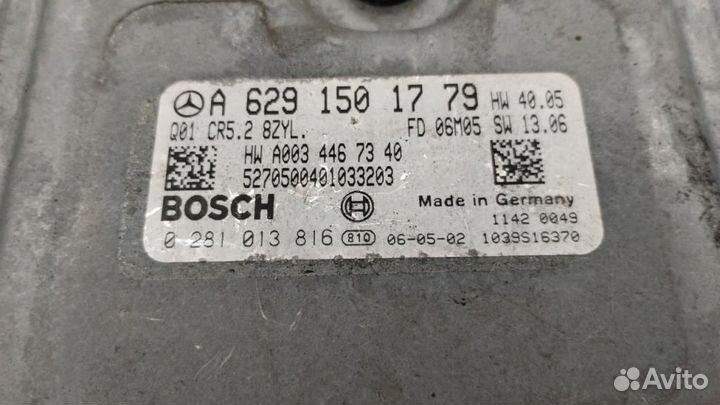 A 629 150 17 79 HW 40.05
Q01 CR5.2 8ZYL. FD 06M05 SW 13.06
HW A003 446 73 40
5270500401033203
BOSCH Made in Germany
1142 0049
0 281 013 816 810 06-05-02 1039S16370
Avito